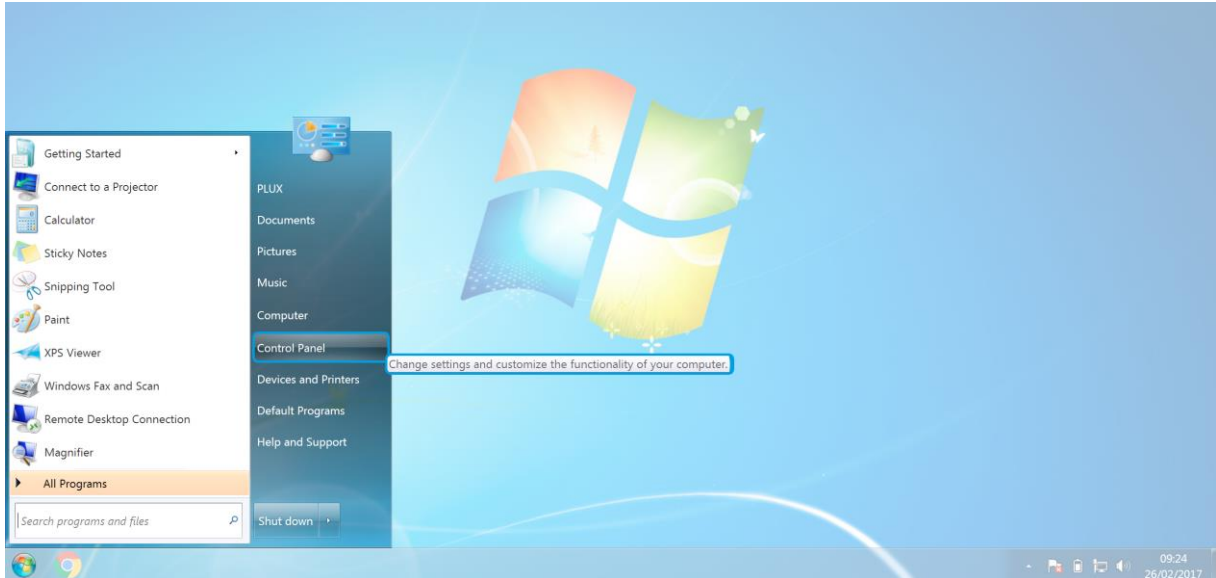 Getting Started
Connect to a Projector
Calculator
Sticky Notes
Snipping Tool
Paint
XPS Viewer
Windows Fax and Scan
Remote Desktop Connection
Magnifier
All Programs
Search programs and files
PLUX
Documents
Pictures
Music
Computer
Control Panel
Change settings and customize the functionality of your computer.
Devices and Printers
Default Programs
Help and Support
Shut down
09:24
26/02/2017